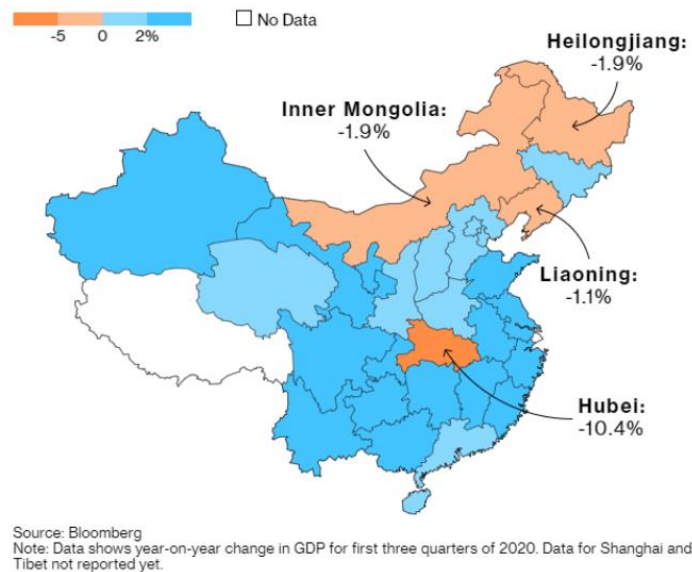 -5 0 2%
No Data
Heilongjiang:
-1.9%
Inner Mongolia:
-1.9%
Liaoning:
-1.1%
Hubei:
-10.4%
Source: Bloomberg
Note: Data shows year-on-year change in GDP for first three quarters of 2020. Data for Shanghai and
Tibet not reported yet.